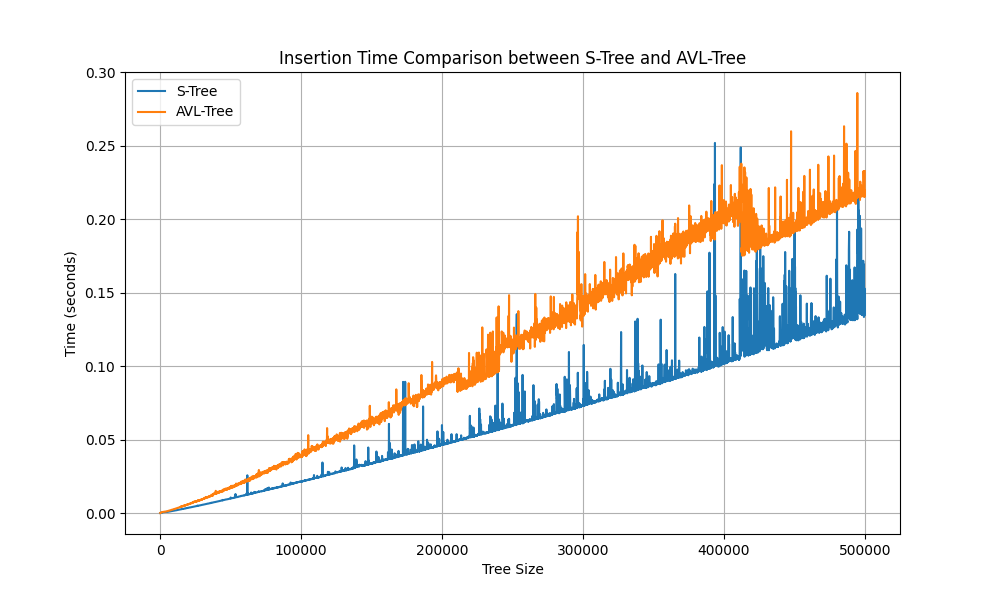 Insertion Time Comparison between S-Tree and AVL-Tree
S-Tree
AVL-Tree
Time (seconds)
0.30
0.25
0.20
0.15
0.10
0.05
0.00
0
100000
200000
300000
400000
500000
Tree Size